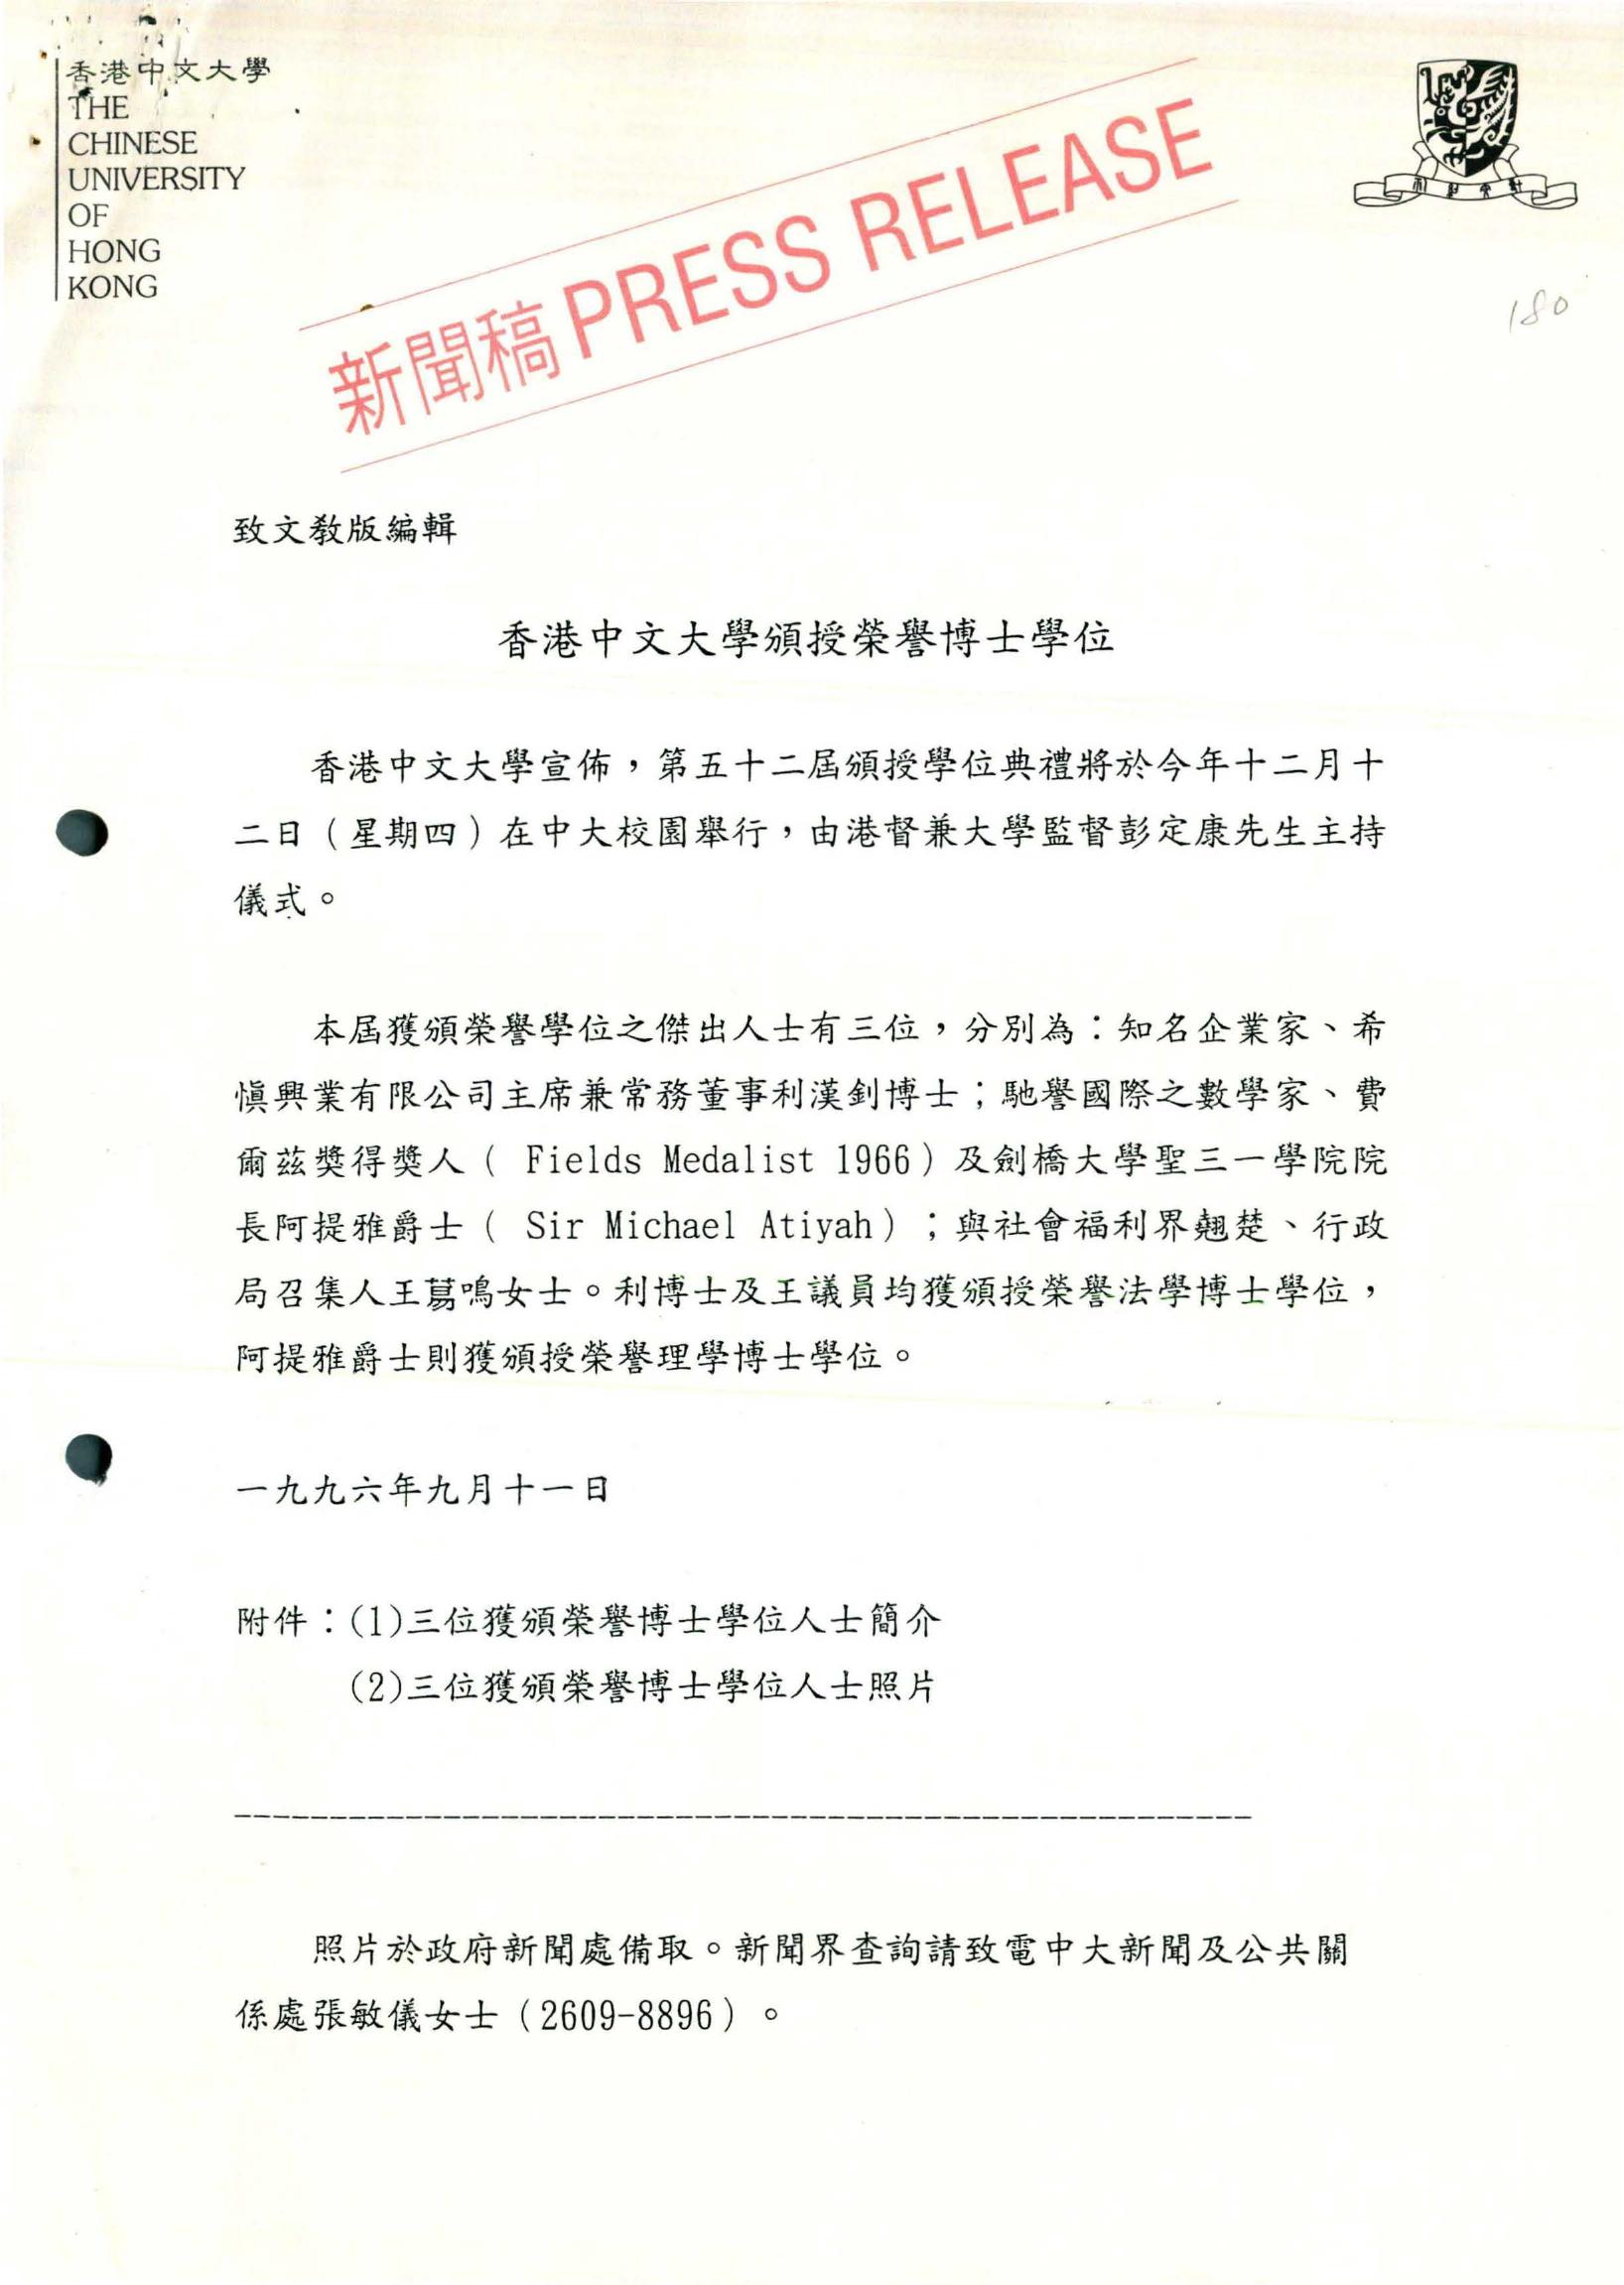 香港中文大學
THE
CHINESE
UNIVERSITY
OF
HONG
KONG
新聞稿 PRESS RELEASE
180
致文教版編輯
香港中文大學頒授榮譽博士學位
香港中文大學宣佈，第五十二屆頒授學位典禮將於今年十二月十
二日（星期四）在中大校園舉行，由港督兼大學監督彭定康先生主持
儀式。
本屆獲頒榮譽學位之傑出人士有三位，分別為：知名企業家、希
慎興業有限公司主席兼常務董事利漢釗博士；馳譽國際之數學家、費
爾茲獎得獎人（ Fields Medalist 1966）及劍橋大學聖三一學院院
長阿提雅爵士（ Sir Michael Atiyah）；與社會福利界翹楚、行政
局召集人王䓪鳴女士。利博士及王議員均獲頒授榮譽法學博士學位，
阿提雅爵士則獲頒授榮譽理學博士學位。
一九九六年九月十一日
附件：(1)三位獲頒榮譽博士學位人士簡介
(2)三位獲頒榮譽博士學位人士照片
------------------------------------------------------
照片於政府新聞處備取。新聞界查詢請致電中大新聞及公共關
係處張敏儀女士（2609-8896）。